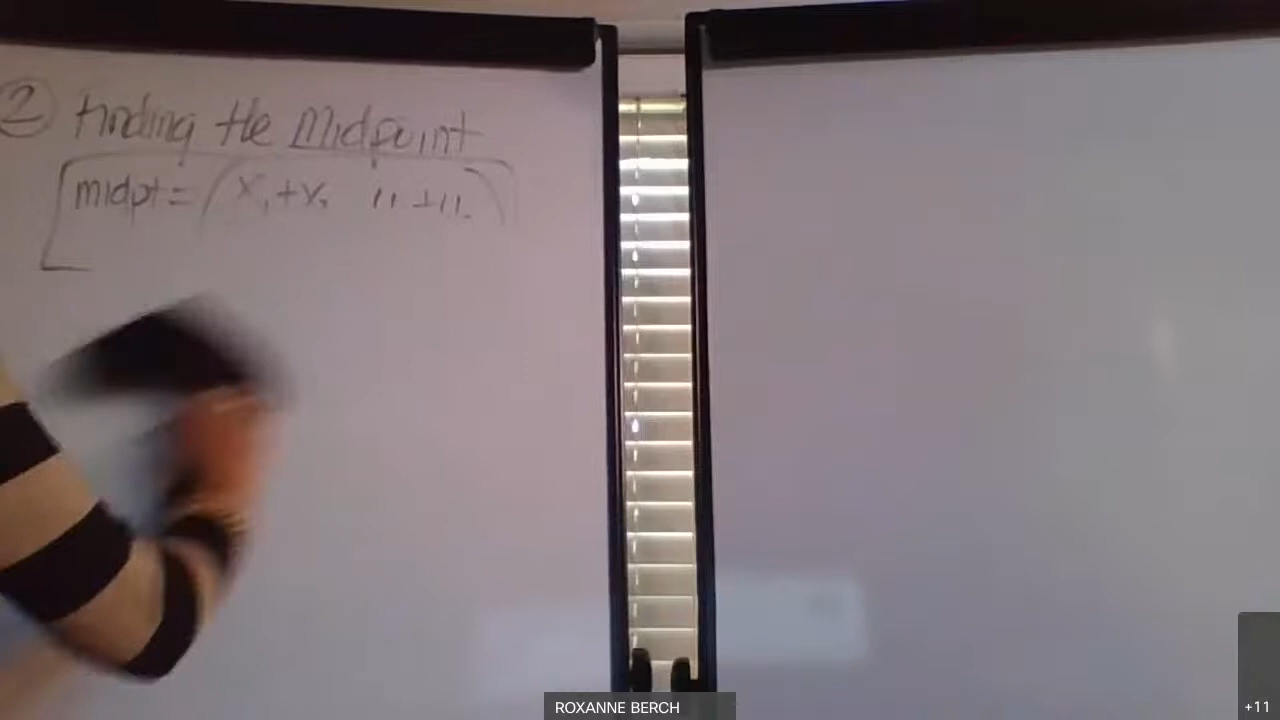 ② Finding the Midpoint
midpt = (x₁+x₂
ROXANNE BERCH
+11